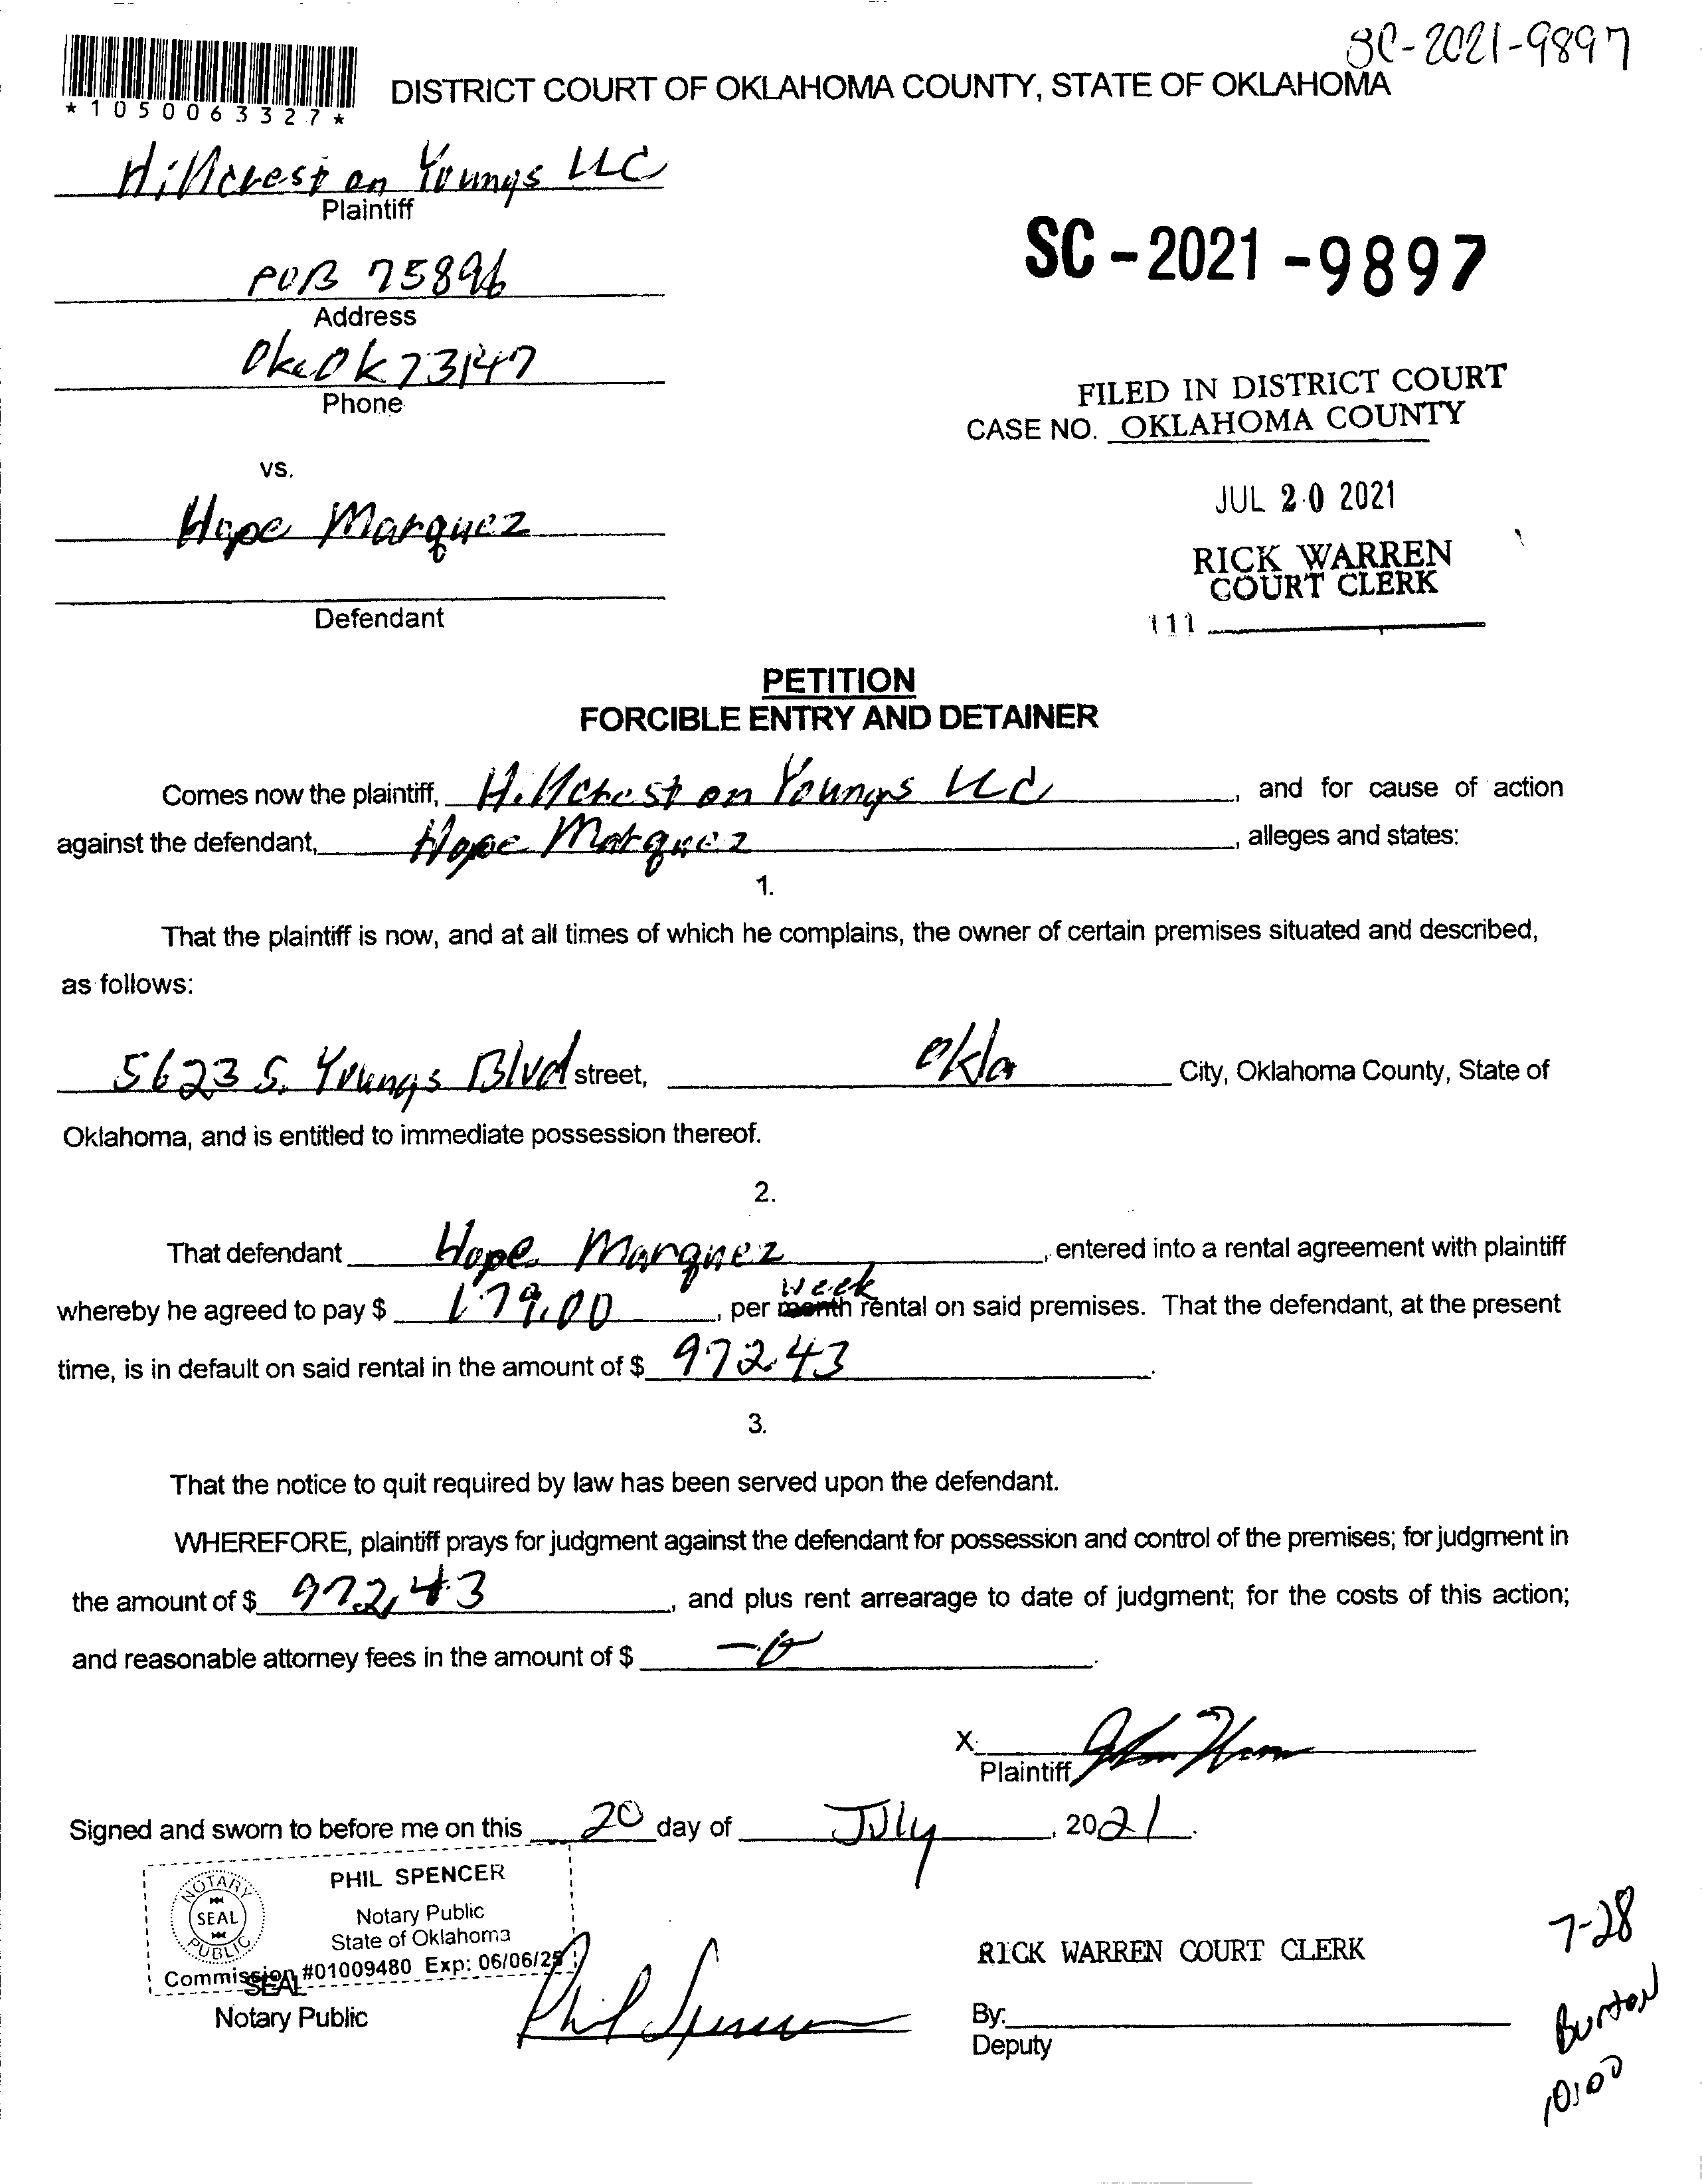 SC-2021-9897
*1050063327*
DISTRICT COURT OF OKLAHOMA COUNTY, STATE OF OKLAHOMA
Hillcrest on Youngs LLC
Plaintiff
POB 75896
Address
Okc Ok 73147
Phone
SC-2021-9897
FILED IN DISTRICT COURT
CASE NO. OKLAHOMA COUNTY
vs.
JUL 20 2021
Hope Marquez
RICK WARREN
COURT CLERK
Defendant
111
PETITION
FORCIBLE ENTRY AND DETAINER
Comes now the plaintiff, Hillcrest on Youngs LLC, and for cause of action
against the defendant, Hope Marquez, alleges and states:
1.
That the plaintiff is now, and at all times of which he complains, the owner of certain premises situated and described,
as follows:
5623 S. Youngs Blvd street, Okla City, Oklahoma County, State of
Oklahoma, and is entitled to immediate possession thereof.
2.
That defendant Hope Marquez, entered into a rental agreement with plaintiff
week
whereby he agreed to pay $ 179.00, per month rental on said premises. That the defendant, at the present
time, is in default on said rental in the amount of $ 972.43.
3.
That the notice to quit required by law has been served upon the defendant.
WHEREFORE, plaintiff prays for judgment against the defendant for possession and control of the premises; for judgment in
the amount of $ 972.43, and plus rent arrearage to date of judgment; for the costs of this action;
and reasonable attorney fees in the amount of $
X
Plaintiff
Signed and sworn to before me on this 20 day of July, 2021.
NOTARY PUBLIC
SEAL
PHIL SPENCER
Notary Public
State of Oklahoma
Commission #01009480 Exp: 06/06/25
SEAL
Notary Public
Phil Spencer
RICK WARREN COURT CLERK
By:
Deputy
7-28
Burton
10:00